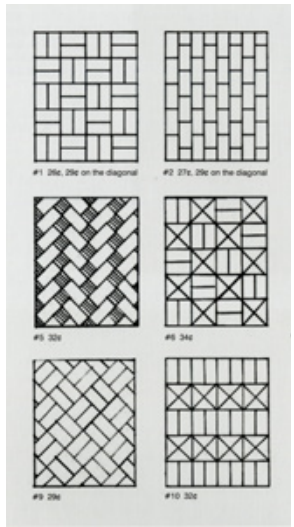 #1 26¢, 29¢ on the diagonal
#2 27¢, 29¢ on the diagonal
#5 32¢
#6 34¢
#9 29¢
#10 32¢